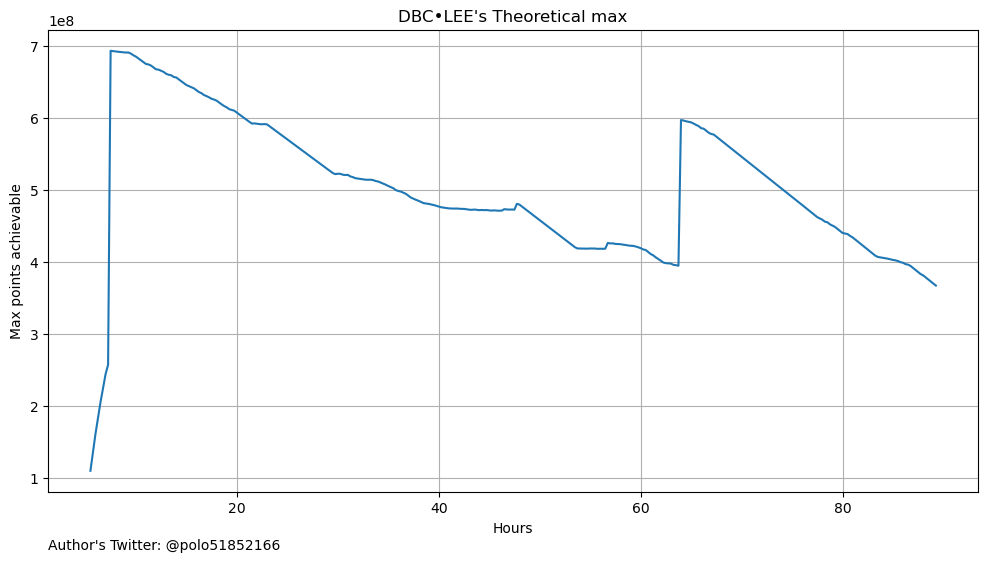 DBC•LEE's Theoretical max
1e8
7
6
5
4
3
2
1
Max points achievable
20 40 60 80
Hours
Author's Twitter: @polo51852166